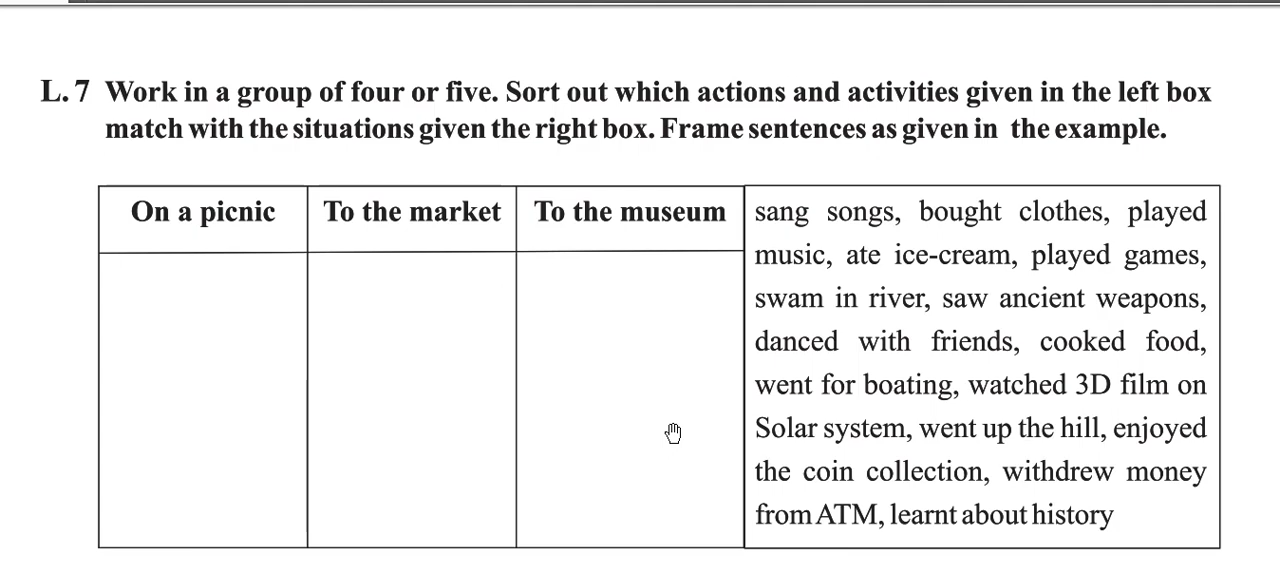 L. 7 Work in a group of four or five. Sort out which actions and activities given in the left box
match with the situations given the right box. Frame sentences as given in the example.
On a picnic To the market To the museum
sang songs, bought clothes, played
music, ate ice-cream, played games,
swam in river, saw ancient weapons,
danced with friends, cooked food,
went for boating, watched 3D film on
Solar system, went up the hill, enjoyed
the coin collection, withdrew money
from ATM, learnt about history